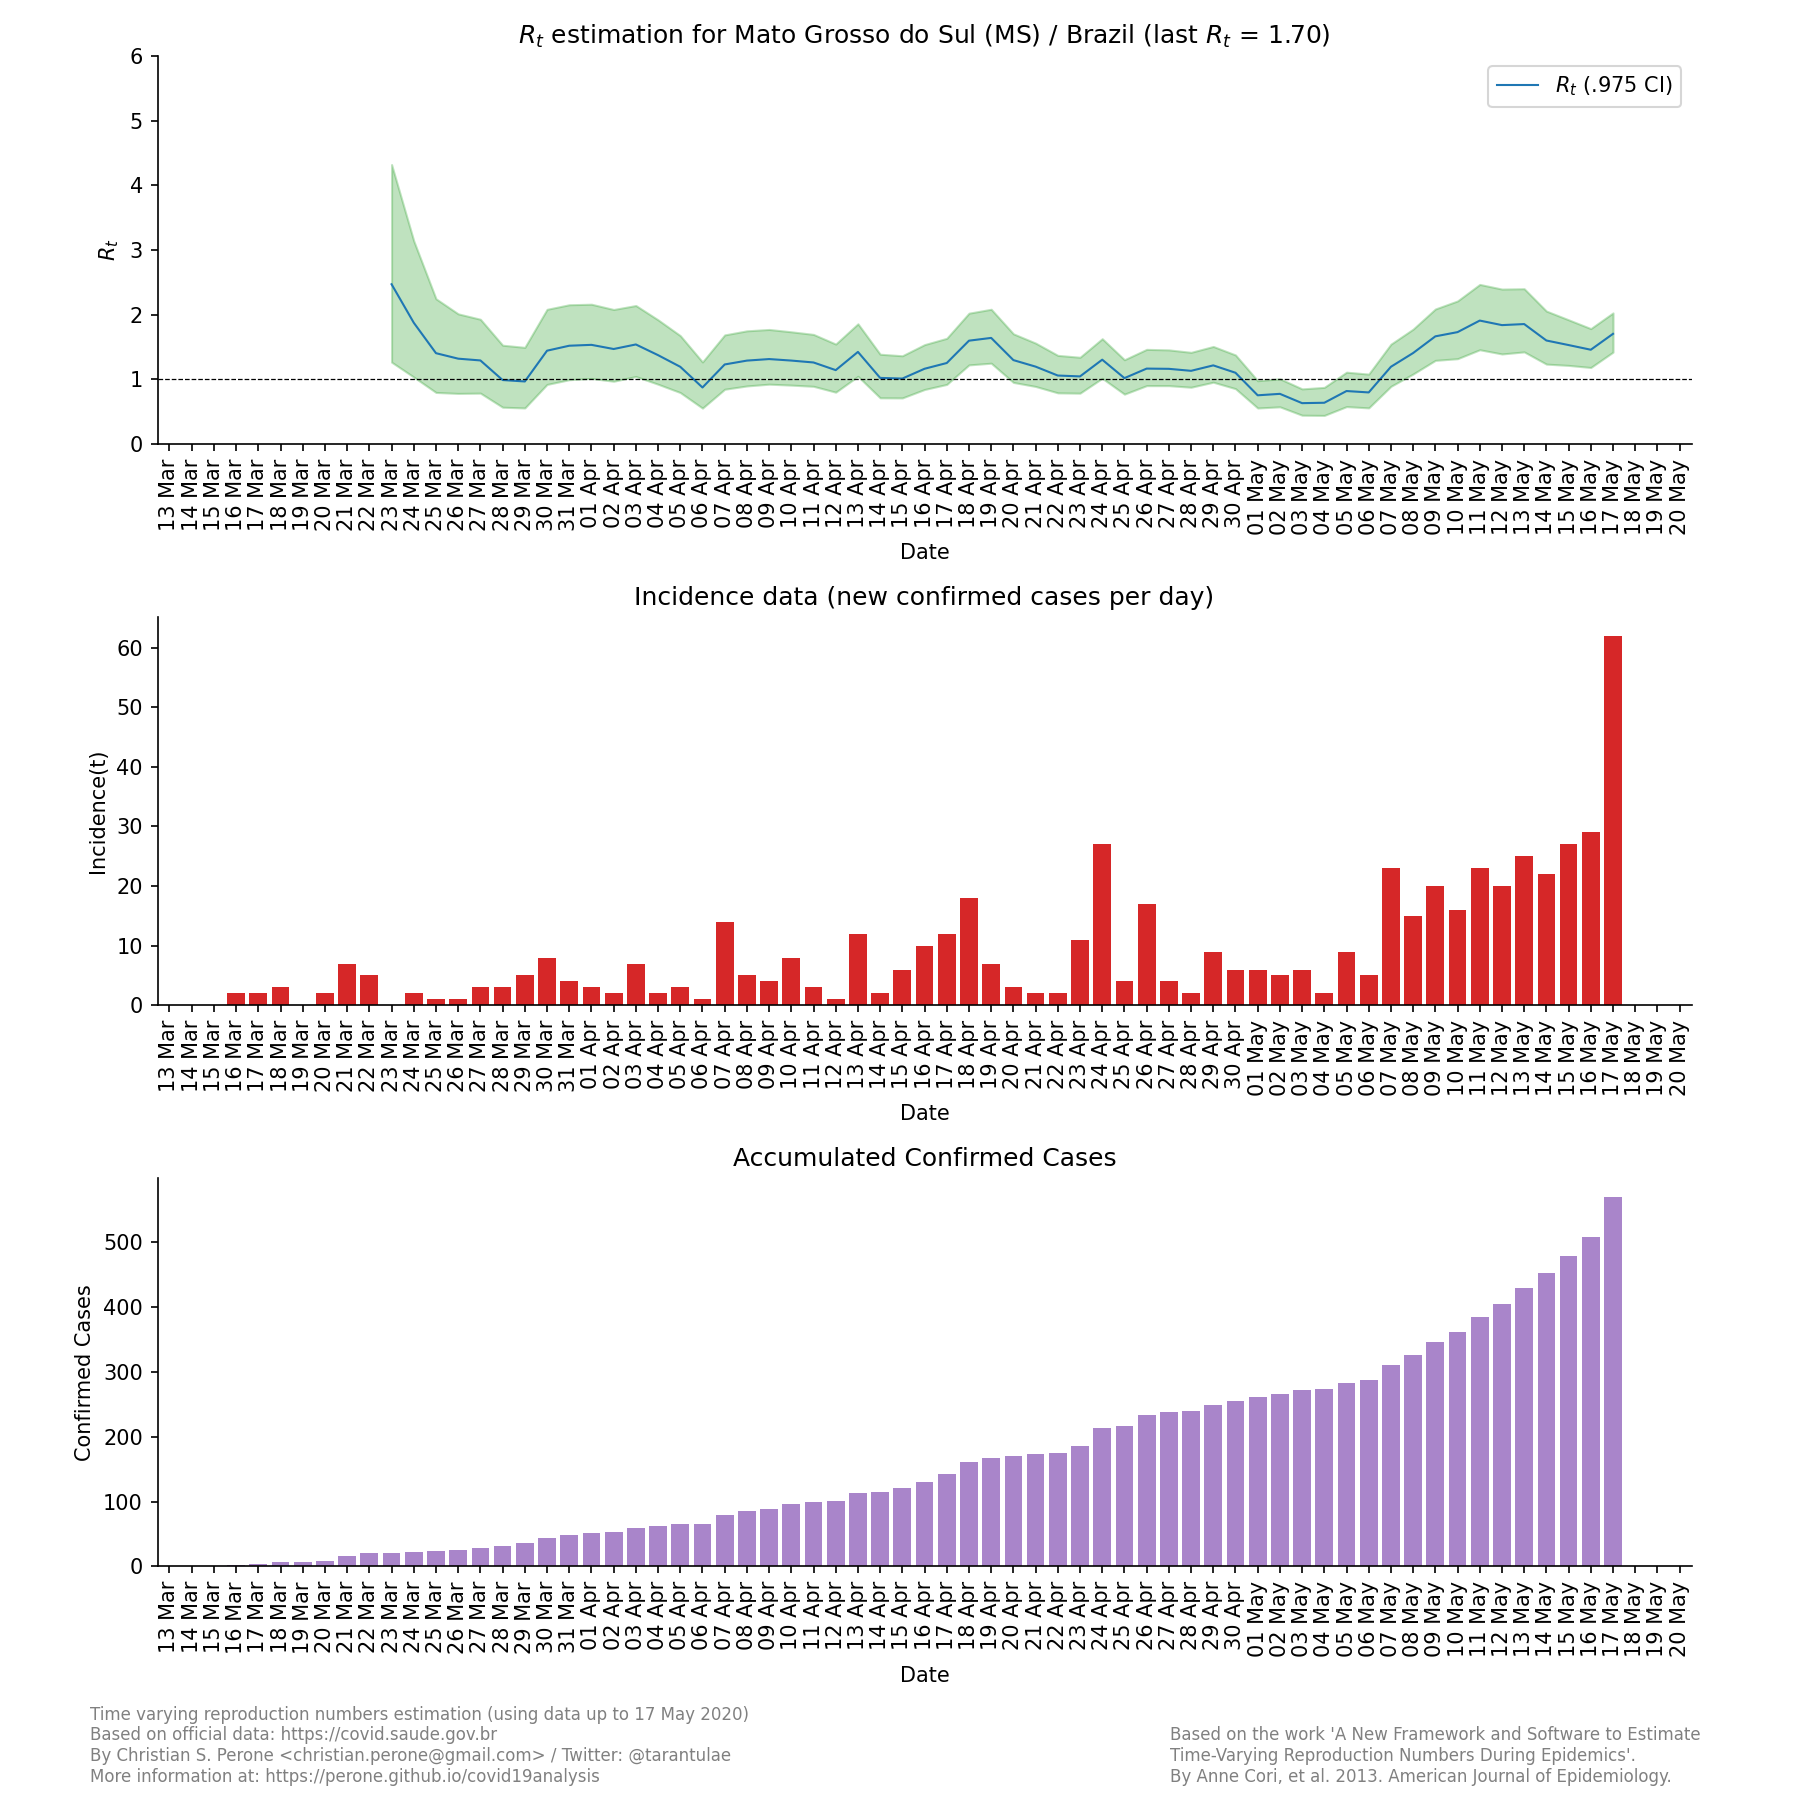 Rt estimation for Mato Grosso do Sul (MS) / Brazil (last Rt = 1.70)
Rt (.975 CI)
6
5
4
3
2
1
0
Rt
13 Mar 14 Mar 15 Mar 16 Mar 17 Mar 18 Mar 19 Mar 20 Mar 21 Mar 22 Mar 23 Mar 24 Mar 25 Mar 26 Mar 27 Mar 28 Mar 29 Mar 30 Mar 31 Mar 01 Apr 02 Apr 03 Apr 04 Apr 05 Apr 06 Apr 07 Apr 08 Apr 09 Apr 10 Apr 11 Apr 12 Apr 13 Apr 14 Apr 15 Apr 16 Apr 17 Apr 18 Apr 19 Apr 20 Apr 21 Apr 22 Apr 23 Apr 24 Apr 25 Apr 26 Apr 27 Apr 28 Apr 29 Apr 30 Apr 01 May 02 May 03 May 04 May 05 May 06 May 07 May 08 May 09 May 10 May 11 May 12 May 13 May 14 May 15 May 16 May 17 May 18 May 19 May 20 May
Date
Incidence data (new confirmed cases per day)
60
50
40
30
20
10
0
Incidence(t)
13 Mar 14 Mar 15 Mar 16 Mar 17 Mar 18 Mar 19 Mar 20 Mar 21 Mar 22 Mar 23 Mar 24 Mar 25 Mar 26 Mar 27 Mar 28 Mar 29 Mar 30 Mar 31 Mar 01 Apr 02 Apr 03 Apr 04 Apr 05 Apr 06 Apr 07 Apr 08 Apr 09 Apr 10 Apr 11 Apr 12 Apr 13 Apr 14 Apr 15 Apr 16 Apr 17 Apr 18 Apr 19 Apr 20 Apr 21 Apr 22 Apr 23 Apr 24 Apr 25 Apr 26 Apr 27 Apr 28 Apr 29 Apr 30 Apr 01 May 02 May 03 May 04 May 05 May 06 May 07 May 08 May 09 May 10 May 11 May 12 May 13 May 14 May 15 May 16 May 17 May 18 May 19 May 20 May
Date
Accumulated Confirmed Cases
500
400
300
200
100
0
Confirmed Cases
13 Mar 14 Mar 15 Mar 16 Mar 17 Mar 18 Mar 19 Mar 20 Mar 21 Mar 22 Mar 23 Mar 24 Mar 25 Mar 26 Mar 27 Mar 28 Mar 29 Mar 30 Mar 31 Mar 01 Apr 02 Apr 03 Apr 04 Apr 05 Apr 06 Apr 07 Apr 08 Apr 09 Apr 10 Apr 11 Apr 12 Apr 13 Apr 14 Apr 15 Apr 16 Apr 17 Apr 18 Apr 19 Apr 20 Apr 21 Apr 22 Apr 23 Apr 24 Apr 25 Apr 26 Apr 27 Apr 28 Apr 29 Apr 30 Apr 01 May 02 May 03 May 04 May 05 May 06 May 07 May 08 May 09 May 10 May 11 May 12 May 13 May 14 May 15 May 16 May 17 May 18 May 19 May 20 May
Date
Time varying reproduction numbers estimation (using data up to 17 May 2020)
Based on official data: https://covid.saude.gov.br
By Christian S. Perone <christian.perone@gmail.com> / Twitter: @tarantulae
More information at: https://perone.github.io/covid19analysis
Based on the work 'A New Framework and Software to Estimate
Time-Varying Reproduction Numbers During Epidemics'.
By Anne Cori, et al. 2013. American Journal of Epidemiology.